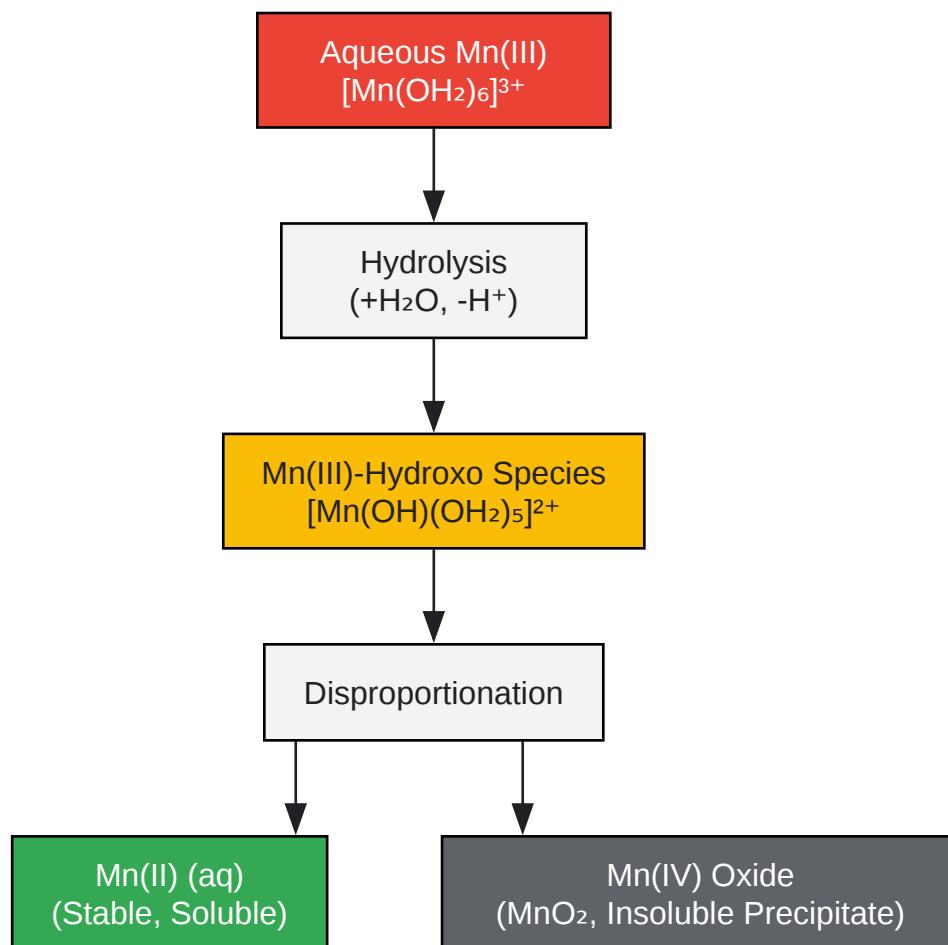 Aqueous Mn(III)
[Mn(OH₂)₆]³⁺
Hydrolysis
(+H₂O, -H⁺)
Mn(III)-Hydroxo Species
[Mn(OH)(OH₂)₅]²⁺
Disproportionation
Mn(II) (aq)
(Stable, Soluble)
Mn(IV) Oxide
(MnO₂, Insoluble Precipitate)